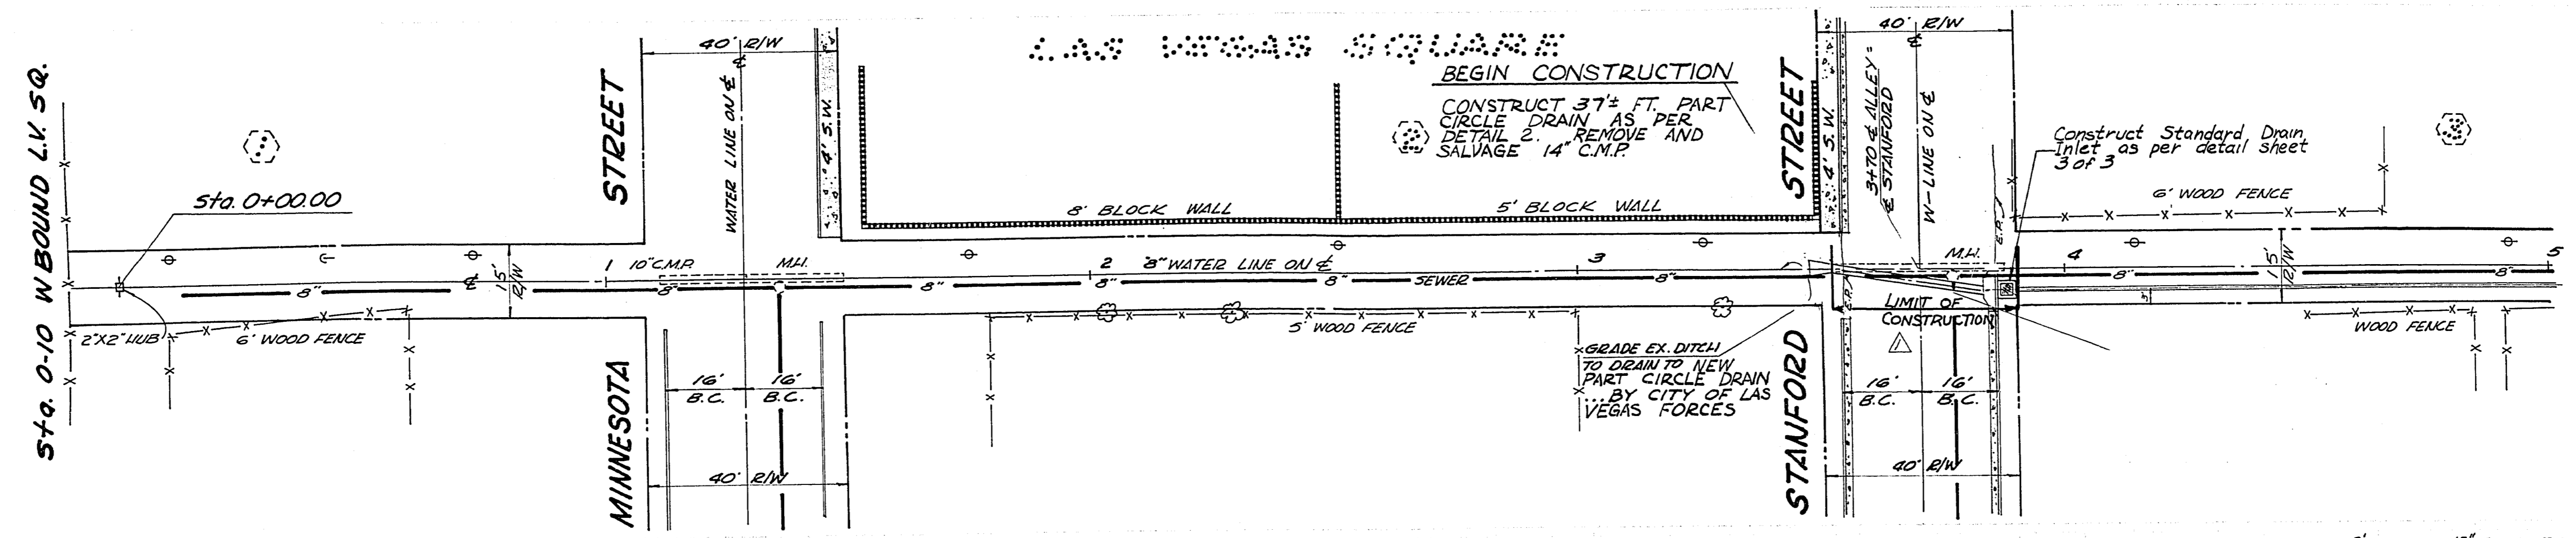 Sta. 0-10 W BOUND L.V. SQ.
Sta. 0+00.00
2"X2" HUB
6' WOOD FENCE
8"
8"
℄
15'
R/W
STREET
MINNESOTA
40' R/W
℄
WATER LINE ON ℄
4' S.W.
1
10" C.M.P.
M.H.
8"
16'
B.C.
16'
B.C.
40' R/W
LAS VEGAS SQUARE
BEGIN CONSTRUCTION
CONSTRUCT 37'± FT. PART
CIRCLE DRAIN AS PER
DETAIL 2. REMOVE AND
SALVAGE 14" C.M.P.
8' BLOCK WALL
5' BLOCK WALL
2
8" WATER LINE ON ℄
3
8"
8"
8"
SEWER
8"
5' WOOD FENCE
GRADE EX. DITCH
TO DRAIN TO NEW
PART CIRCLE DRAIN
...BY CITY OF LAS
VEGAS FORCES
STREET
STANFORD
40' R/W
℄
4' S.W.
3+70 ℄ ALLEY =
℄ STANFORD
W-LINE ON ℄
E.P.
E.P.
M.H.
LIMIT OF
CONSTRUCTION
1
16'
B.C.
16'
B.C.
40' R/W
Construct Standard Drain
Inlet as per detail sheet
3 of 3
6' WOOD FENCE
4
8"
3'
15'
R/W
8"
5
WOOD FENCE